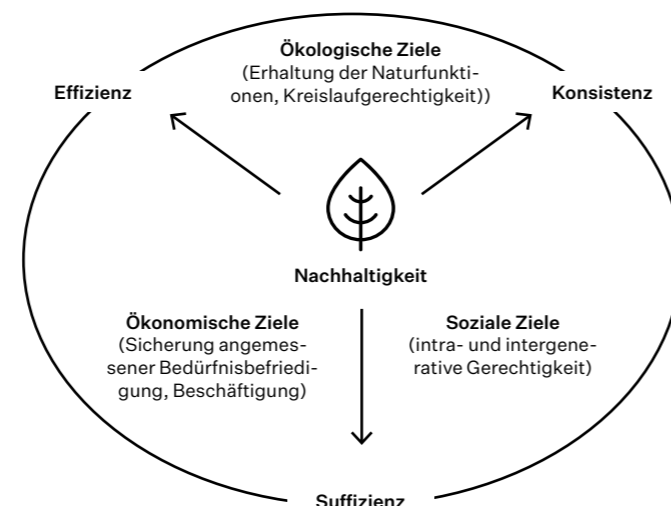 Ökologische Ziele
(Erhaltung der Naturfunkti-
onen, Kreislaufgerechtigkeit))
Effizienz
Konsistenz
Nachhaltigkeit
Ökonomische Ziele
(Sicherung angemes-
sener Bedürfnisbefriedi-
gung, Beschäftigung)
Soziale Ziele
(intra- und intergene-
rative Gerechtigkeit)
Suffizienz